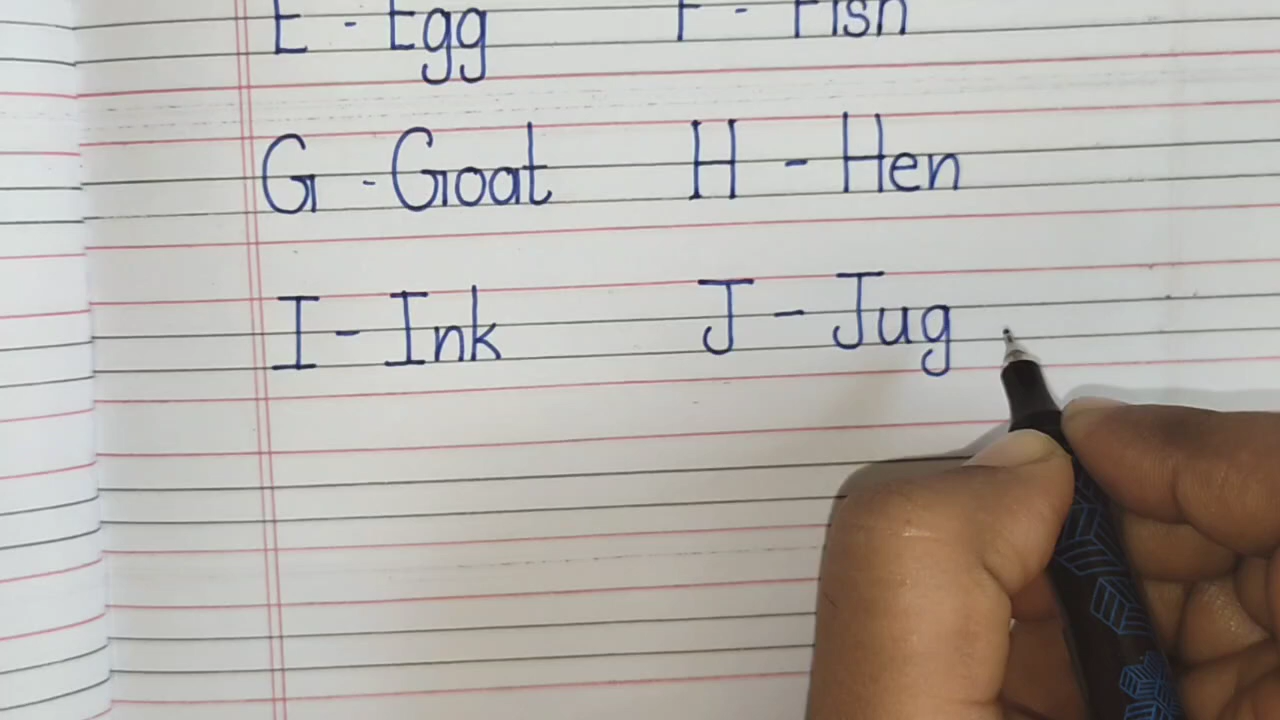 E - Egg F - Fish
G - Goat H - Hen
I - Ink J - Jug